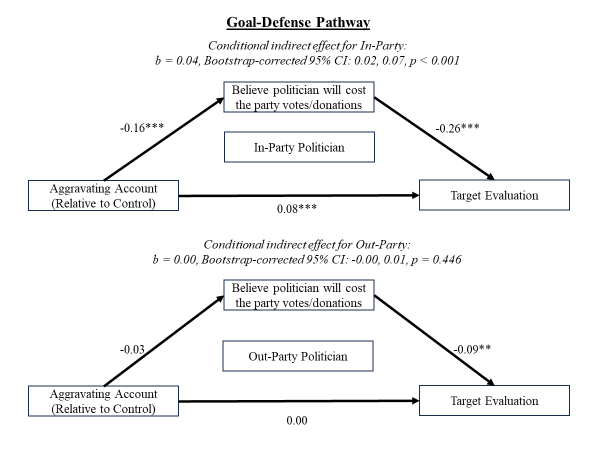 Goal-Defense Pathway
Conditional indirect effect for In-Party:
b = 0.04, Bootstrap-corrected 95% CI: 0.02, 0.07, p < 0.001
Believe politician will cost
the party votes/donations
-0.16***
-0.26***
In-Party Politician
Aggravating Account
(Relative to Control)
Target Evaluation
0.08***
Conditional indirect effect for Out-Party:
b = 0.00, Bootstrap-corrected 95% CI: -0.00, 0.01, p = 0.446
Believe politician will cost
the party votes/donations
-0.03
-0.09**
Out-Party Politician
Aggravating Account
(Relative to Control)
Target Evaluation
0.00